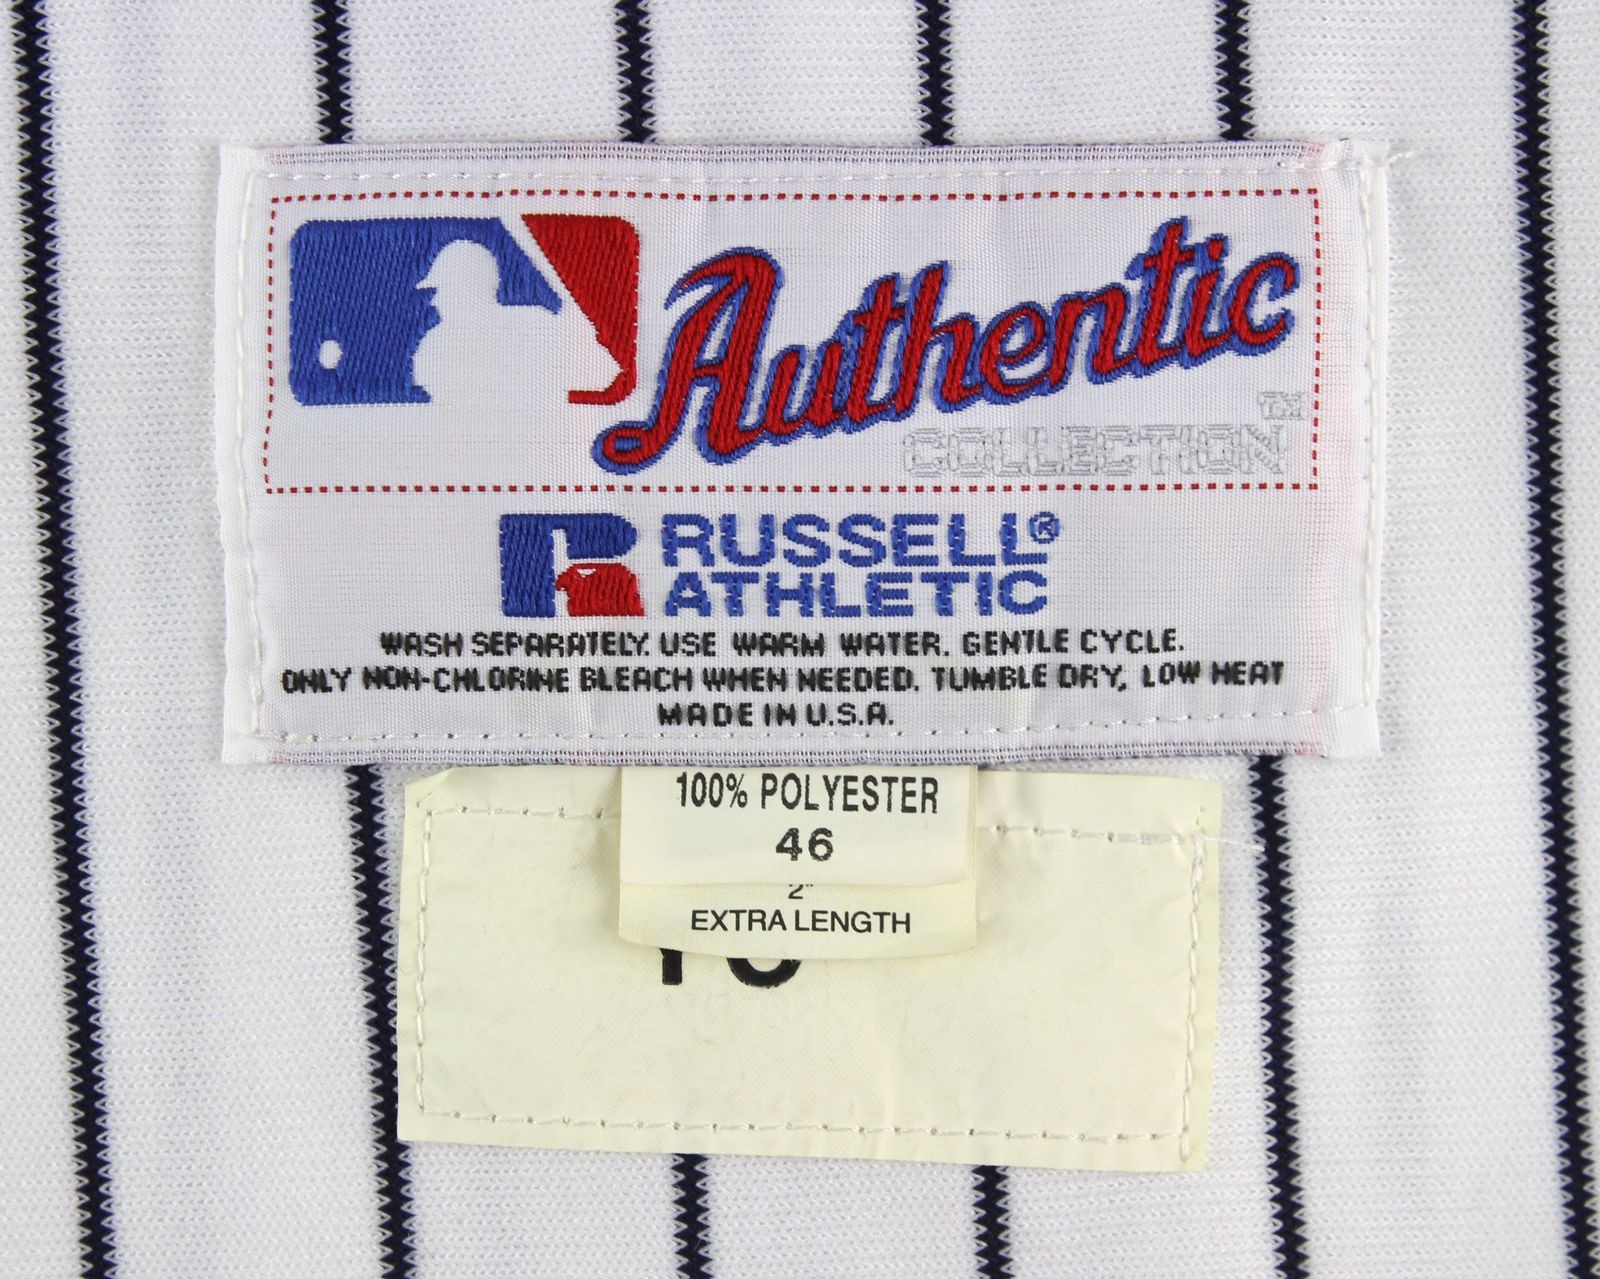 Authentic
COLLECTION™
RUSSELL®
ATHLETIC
WASH SEPARATELY. USE WARM WATER. GENTLE CYCLE.
ONLY NON-CHLORINE BLEACH WHEN NEEDED. TUMBLE DRY, LOW HEAT
MADE IN U.S.A.
100% POLYESTER
46
2"
EXTRA LENGTH